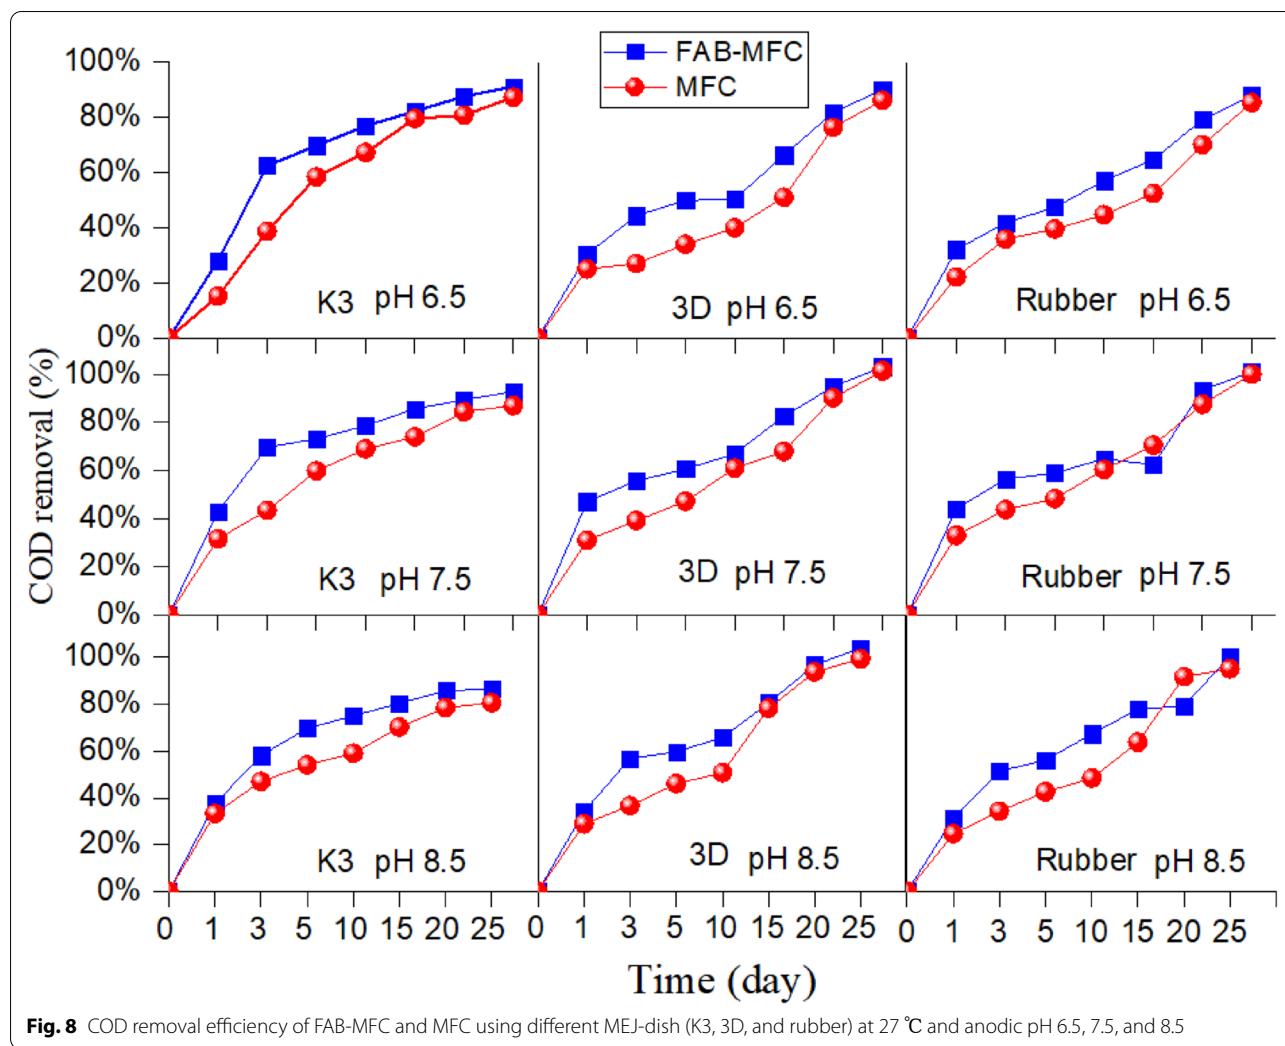 100%
80%
60%
40%
20%
0%
FAB-MFC
MFC
K3 pH 6.5
3D pH 6.5
Rubber pH 6.5
100%
80%
60%
40%
20%
0%
K3 pH 7.5
3D pH 7.5
Rubber pH 7.5
100%
80%
60%
40%
20%
0%
K3 pH 8.5
3D pH 8.5
Rubber pH 8.5
COD removal (%)
0 1 3 5 10 15 20 25 0 1 3 5 10 15 20 25 0 1 3 5 10 15 20 25
Time (day)
Fig. 8 COD removal efficiency of FAB-MFC and MFC using different MEJ-dish (K3, 3D, and rubber) at 27 ℃ and anodic pH 6.5, 7.5, and 8.5